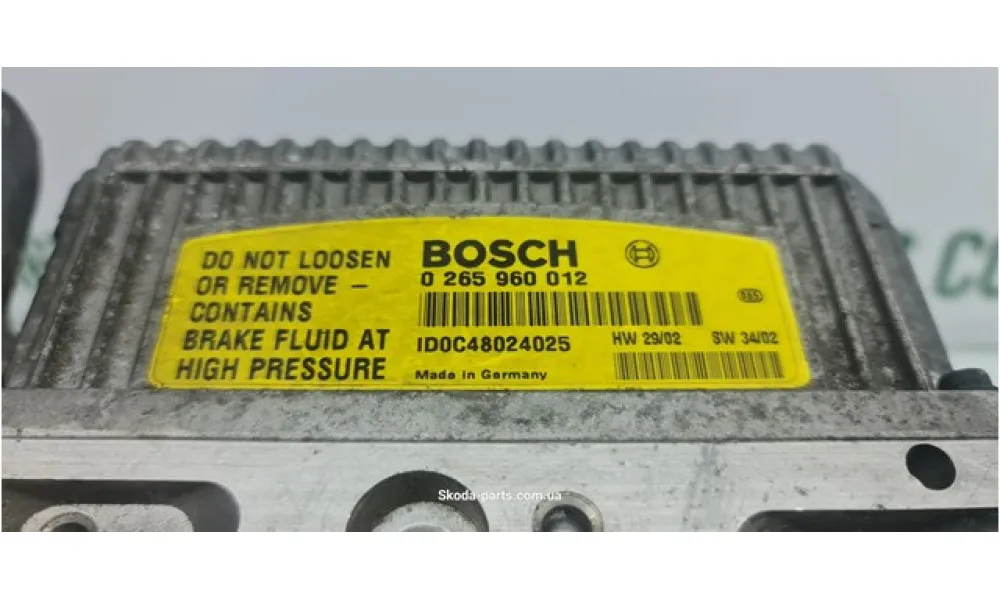 DO NOT LOOSEN
OR REMOVE –
CONTAINS
BRAKE FLUID AT
HIGH PRESSURE
BOSCH
0 265 960 012
ID0C48024025
Made in Germany
HW 29/02 SW 34/02
Skoda-parts.com.ua